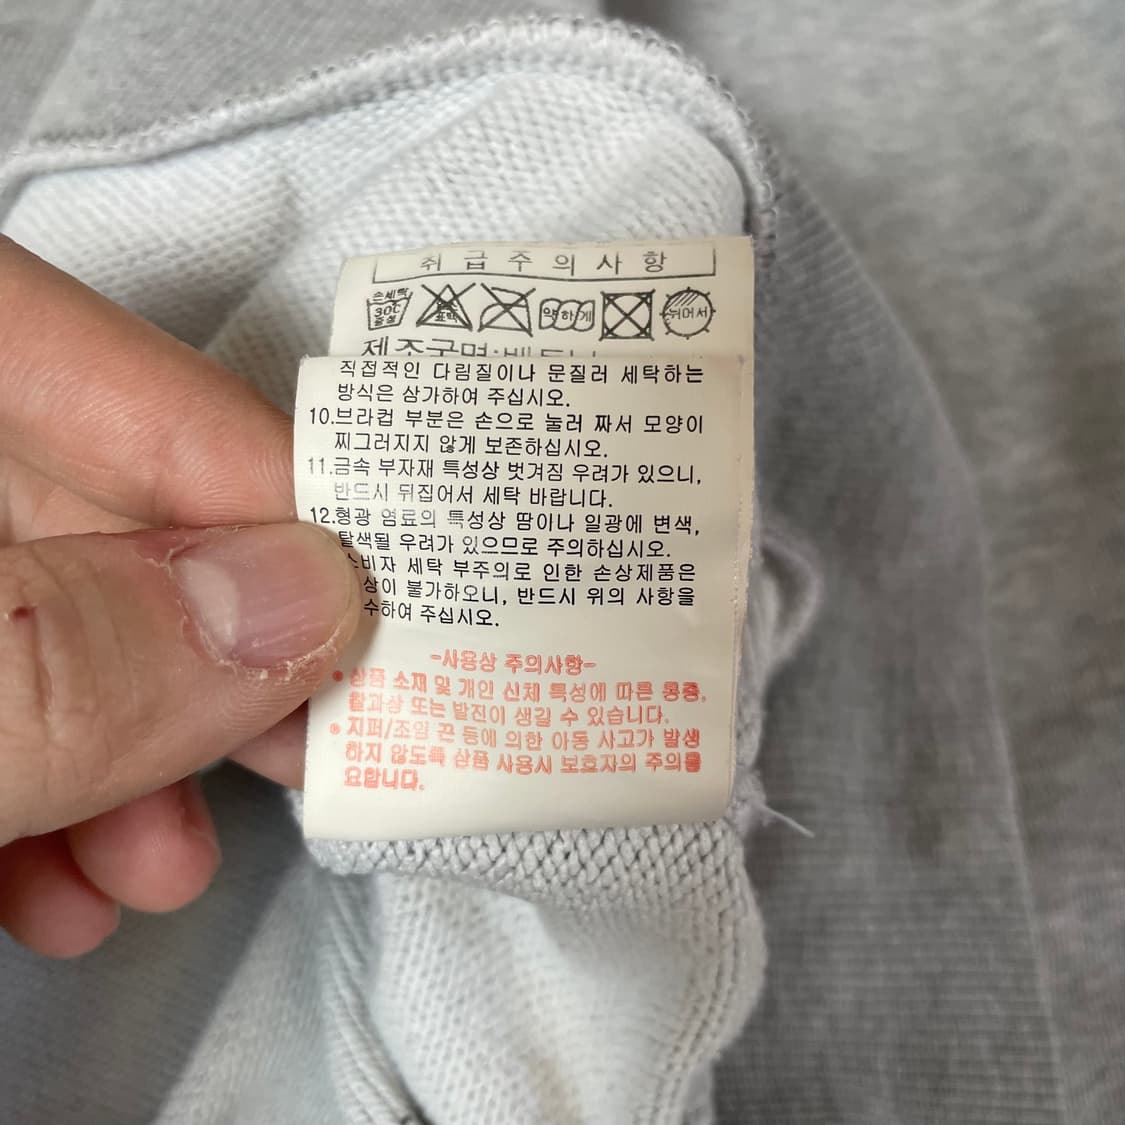 취급주의사항
손세탁
30℃
중성
약하게
뉘어서
제조국명:베트남
직접적인 다림질이나 문질러 세탁하는
방식은 삼가하여 주십시오.
10.브라컵 부분은 손으로 눌러 짜서 모양이
찌그러지지 않게 보존하십시오.
11.금속 부자재 특성상 벗겨짐 우려가 있으니,
반드시 뒤집어서 세탁 바랍니다.
12.형광 염료의 특성상 땀이나 일광에 변색,
탈색될 우려가 있으므로 주의하십시오.
소비자 세탁 부주의로 인한 손상제품은
상이 불가하오니, 반드시 위의 사항을
수하여 주십시오.
-사용상 주의사항-
● 상품 소재 및 개인 신체 특성에 따른 통증,
찰과상 또는 발진이 생길 수 있습니다.
● 지퍼/조임 끈 등에 의한 아동 사고가 발생
하지 않도록 상품 사용시 보호자의 주의를
요합니다.